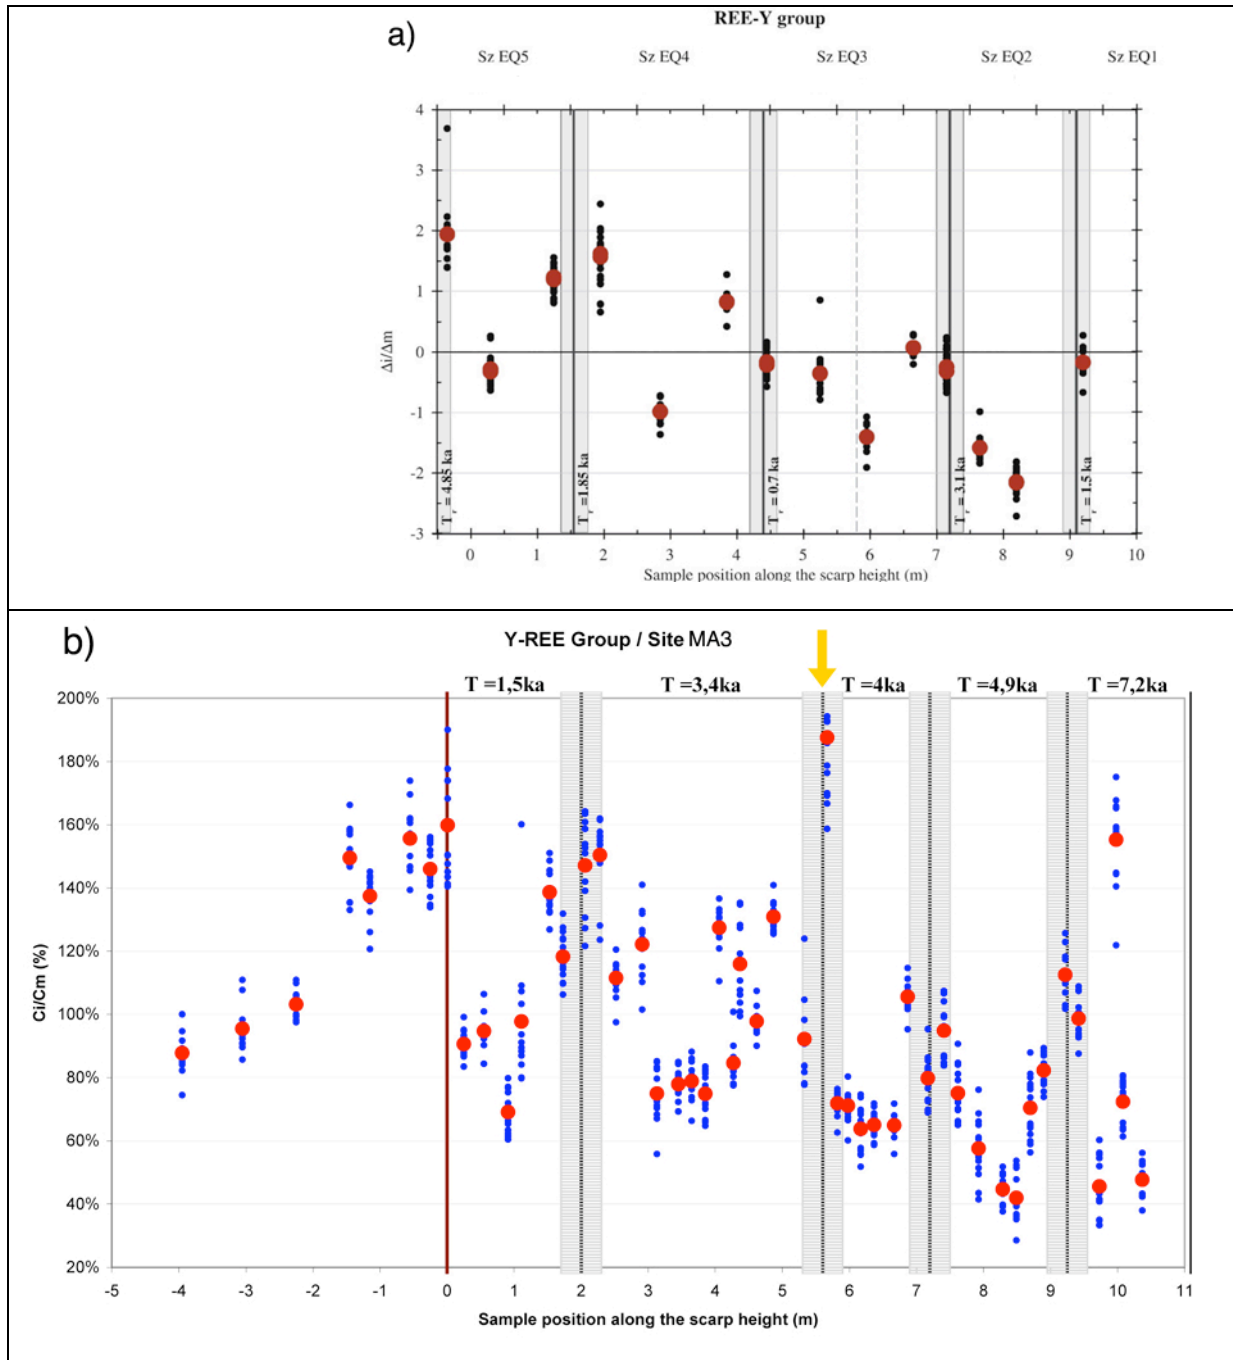 a)
REE-Y group
Sz EQ5 Sz EQ4 Sz EQ3 Sz EQ2 Sz EQ1
4
3
2
1
0
-1
-2
-3
Δi/Δm
T r = 4.85 ka
T r = 1.85 ka
T r = 0.7 ka
T r = 3.1 ka
T r = 1.5 ka
0 1 2 3 4 5 6 7 8 9 10
Sample position along the scarp height (m)
b)
Y-REE Group / Site MA3
T =1,5ka T =3,4ka T =4ka T =4,9ka T =7,2ka
200%
180%
160%
140%
120%
100%
80%
60%
40%
20%
Ci/Cm (%)
-5 -4 -3 -2 -1 0 1 2 3 4 5 6 7 8 9 10 11
Sample position along the scarp height (m)